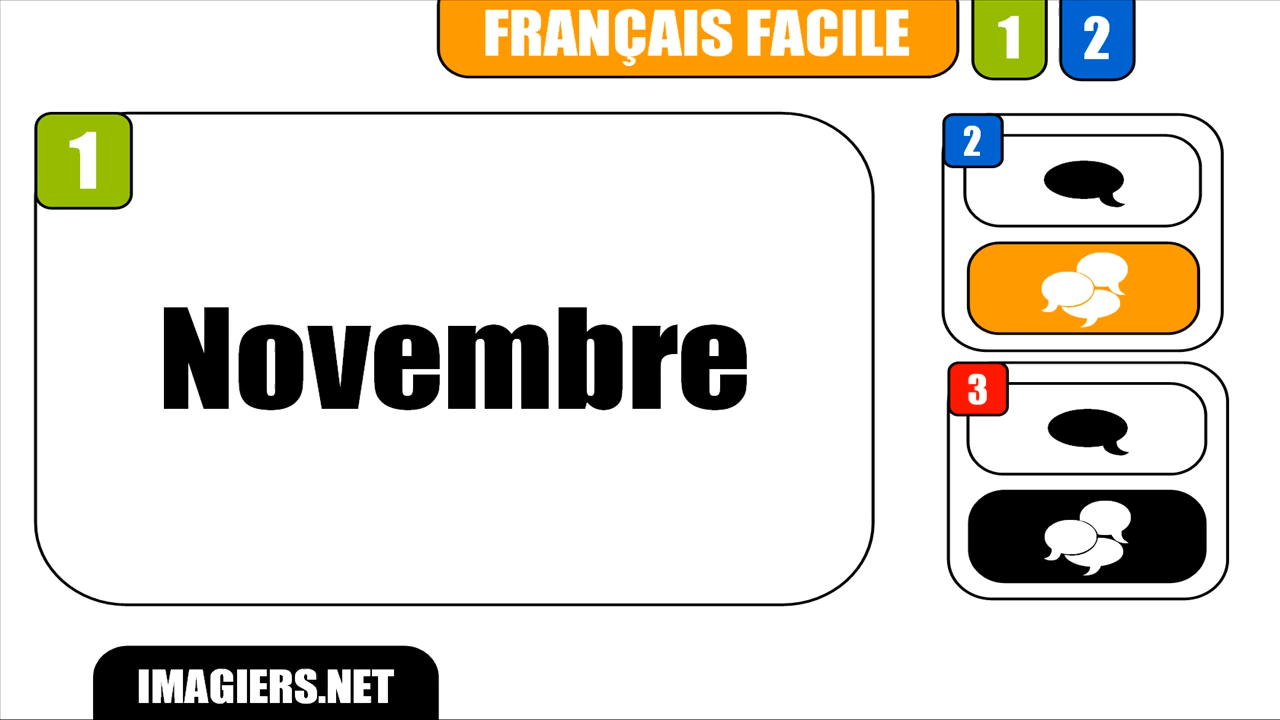 FRANÇAIS FACILE 1 2
1
Novembre
2
3
IMAGIERS.NET